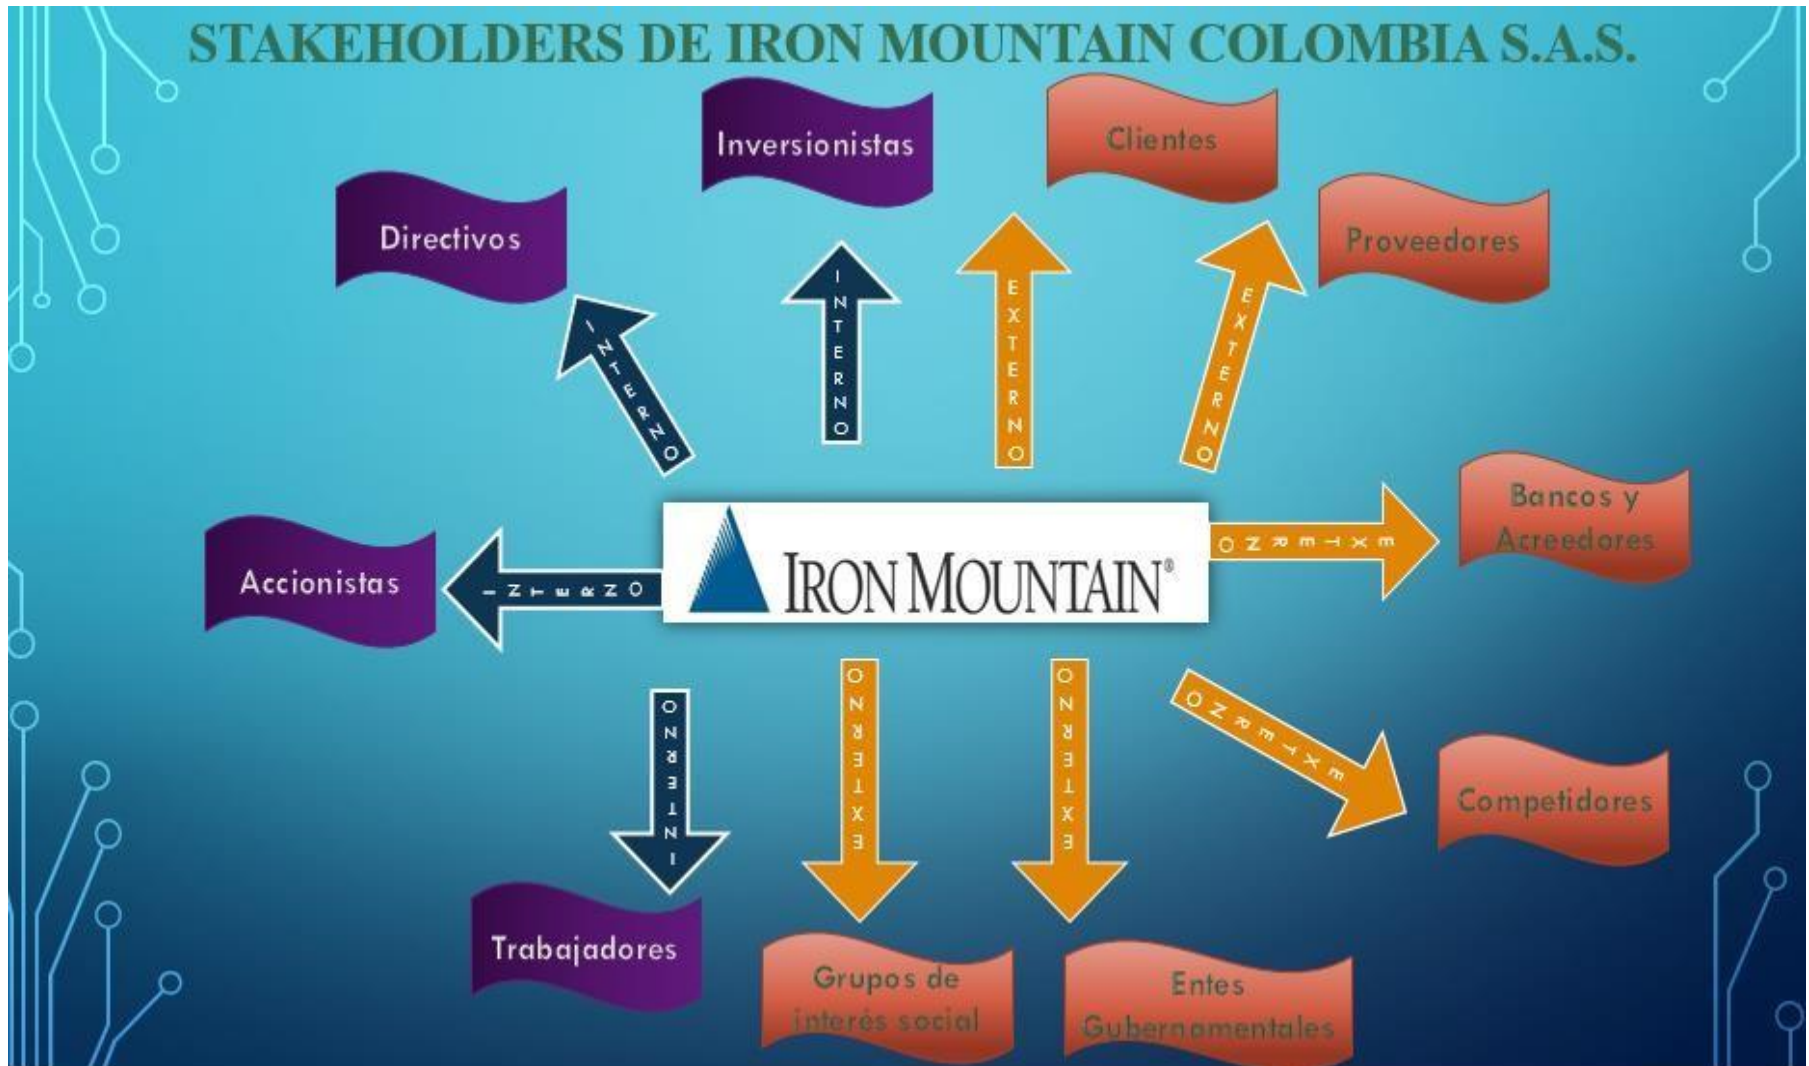 STAKEHOLDERS DE IRON MOUNTAIN COLOMBIA S.A.S.
Inversionistas
Clientes
Directivos
Proveedores
INTERNO
INTERNO
EXTERNO
EXTERNO
Bancos y
Acreedores
EXTERNO
Accionistas
INTERNO
IRON MOUNTAIN®
INTERNO
EXTERNO
EXTERNO
EXTERNO
Competidores
Trabajadores
Grupos de
interés social
Entes
Gubernamentales